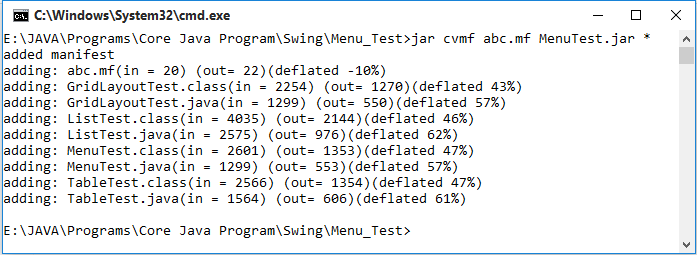 C:\Windows\System32\cmd.exe
E:\JAVA\Programs\Core Java Program\Swing\Menu_Test>jar cvmf abc.mf MenuTest.jar *
added manifest
adding: abc.mf(in = 20) (out= 22)(deflated -10%)
adding: GridLayoutTest.class(in = 2254) (out= 1270)(deflated 43%)
adding: GridLayoutTest.java(in = 1299) (out= 550)(deflated 57%)
adding: ListTest.class(in = 4035) (out= 2144)(deflated 46%)
adding: ListTest.java(in = 2575) (out= 976)(deflated 62%)
adding: MenuTest.class(in = 2601) (out= 1353)(deflated 47%)
adding: MenuTest.java(in = 1299) (out= 553)(deflated 57%)
adding: TableTest.class(in = 2566) (out= 1354)(deflated 47%)
adding: TableTest.java(in = 1564) (out= 606)(deflated 61%)
E:\JAVA\Programs\Core Java Program\Swing\Menu_Test>